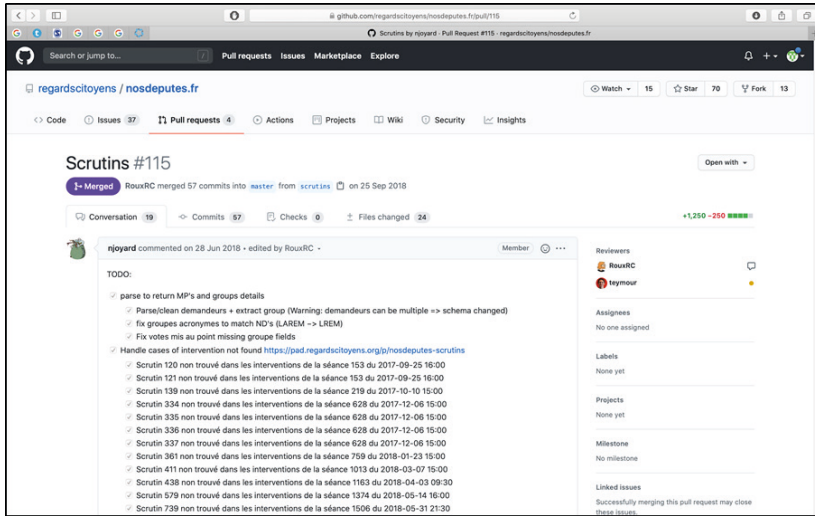 github.com/regardscitoyens/nosdeputes.fr/pull/115
Scrutins by njoyard · Pull Request #115 · regardscitoyens/nosdeputes.fr
Search or jump to... / Pull requests Issues Marketplace Explore
regardscitoyens / nosdeputes.fr Watch 15 Star 70 Fork 13
Code Issues 37 Pull requests 4 Actions Projects Wiki Security Insights
Scrutins #115 Open with
Merged RouxRC merged 57 commits into master from scrutins on 25 Sep 2018
Conversation 19 Commits 57 Checks 0 Files changed 24 +1,250 −250
njoyard commented on 28 Jun 2018 • edited by RouxRC Member ...
TODO:
parse to return MP's and groups details
Parse/clean demandeurs + extract group (Warning: demandeurs can be multiple => schema changed)
fix groupes acronymes to match ND's (LAREM -> LREM)
Fix votes mis au point missing groupe fields
Handle cases of intervention not found https://pad.regardscitoyens.org/p/nosdeputes-scrutins
Scrutin 120 non trouvé dans les interventions de la séance 153 du 2017-09-25 16:00
Scrutin 121 non trouvé dans les interventions de la séance 153 du 2017-09-25 16:00
Scrutin 139 non trouvé dans les interventions de la séance 219 du 2017-10-10 15:00
Scrutin 334 non trouvé dans les interventions de la séance 628 du 2017-12-06 15:00
Scrutin 335 non trouvé dans les interventions de la séance 628 du 2017-12-06 15:00
Scrutin 336 non trouvé dans les interventions de la séance 628 du 2017-12-06 15:00
Scrutin 337 non trouvé dans les interventions de la séance 628 du 2017-12-06 15:00
Scrutin 361 non trouvé dans les interventions de la séance 759 du 2018-01-23 15:00
Scrutin 411 non trouvé dans les interventions de la séance 1013 du 2018-03-07 15:00
Scrutin 438 non trouvé dans les interventions de la séance 1163 du 2018-04-03 09:30
Scrutin 579 non trouvé dans les interventions de la séance 1374 du 2018-05-14 16:00
Scrutin 739 non trouvé dans les interventions de la séance 1506 du 2018-05-31 21:30
Reviewers
RouxRC
teymour
Assignees
No one assigned
Labels
None yet
Projects
None yet
Milestone
No milestone
Linked issues
Successfully merging this pull request may close
these issues.